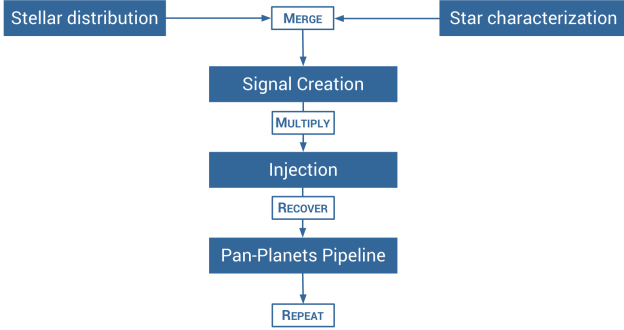 Stellar distribution
MERGE
Star characterization
Signal Creation
MULTIPLY
Injection
RECOVER
Pan-Planets Pipeline
REPEAT